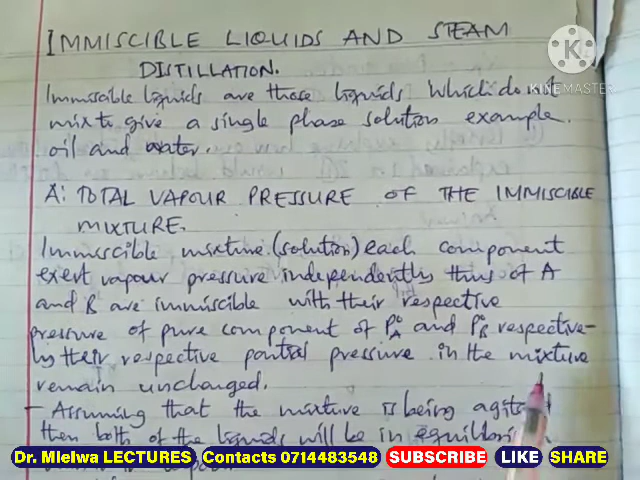 IMMISCIBLE LIQUIDS AND STEAM
DISTILLATION.
KINEMASTER
Immiscible liquids are those liquids which do not
mix to give a single phase solution example.
oil and water.
A: TOTAL VAPOUR PRESSURE OF THE IMMISCIBLE
MIXTURE.
Immiscible mixture (solution) each component
exert vapour pressure independently thus of A
and B are immiscible with their respective
pressure of pure component of P°A and P°B respective-
ly their respective partial pressure in the mixture
remain unchanged.
- Assuming that the mixture is being
then both of the liquids will be in
Dr. Mlelwa LECTURES Contacts 0714483548 SUBSCRIBE LIKE SHARE